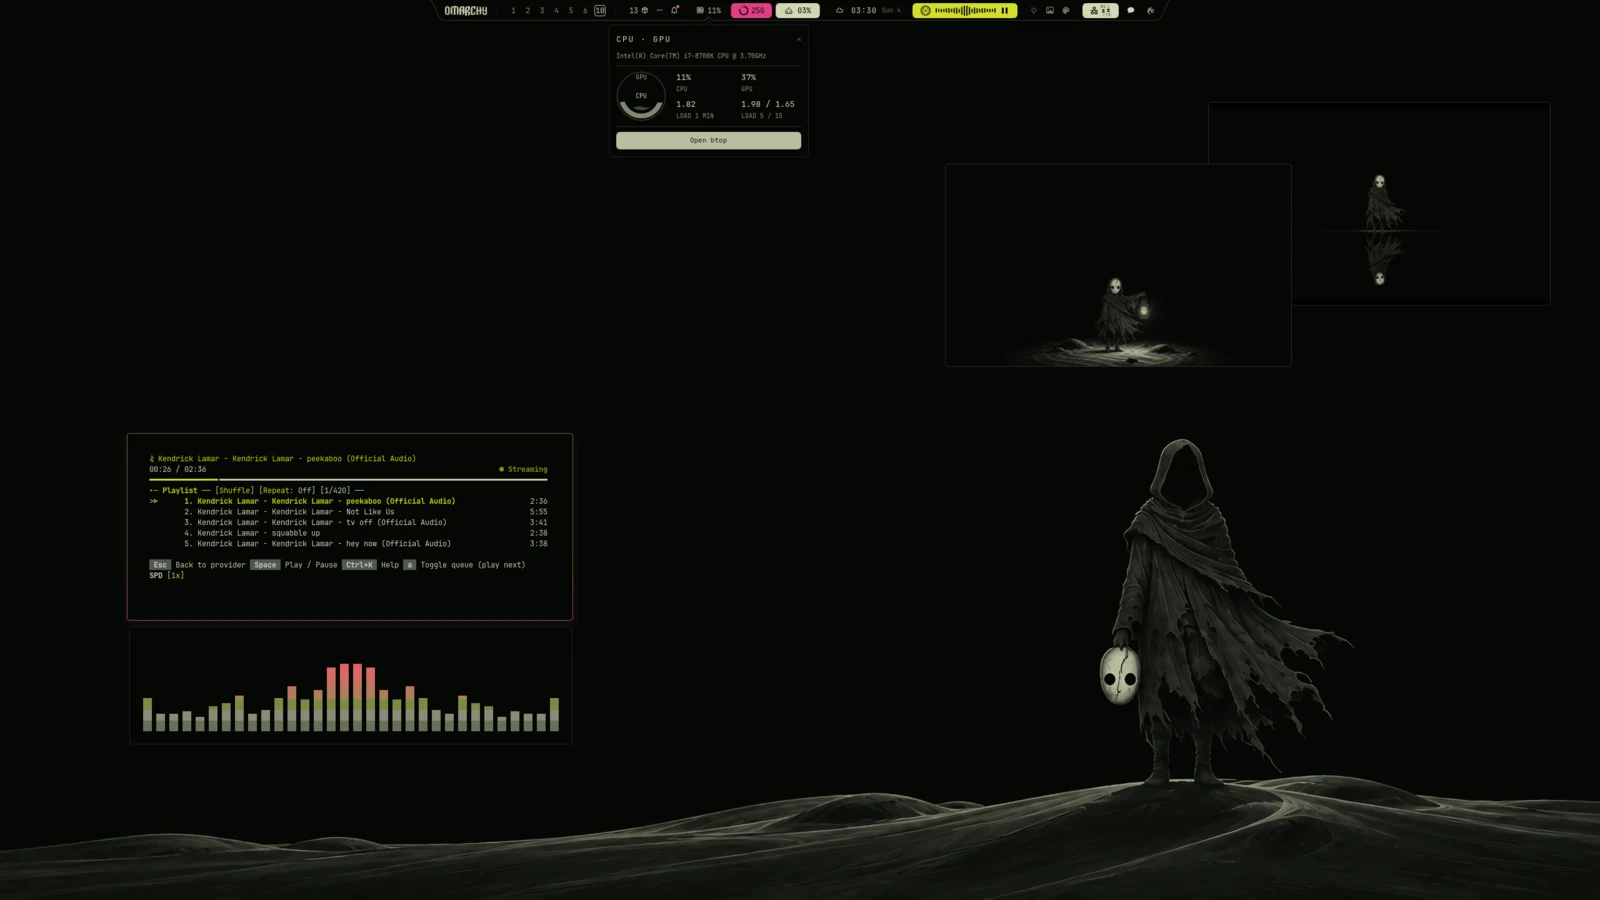 OMARCHY 1 2 3 4 5 6 10 13 11% 25G 03% 03:30 Sun 4
CPU · GPU ×
Intel(R) Core(TM) i7-8700K CPU @ 3.70GHz
GPU
CPU
11% 37%
CPU GPU
1.82 1.98 / 1.65
LOAD 1 MIN LOAD 5 / 15
Open btop
Kendrick Lamar - Kendrick Lamar - peekaboo (Official Audio)
00:26 / 02:36 ● Streaming
Playlist —— [Shuffle] [Repeat: Off] [1/420] ——
1. Kendrick Lamar - Kendrick Lamar - peekaboo (Official Audio) 2:36
2. Kendrick Lamar - Kendrick Lamar - Not Like Us 5:55
3. Kendrick Lamar - Kendrick Lamar - tv off (Official Audio) 3:41
4. Kendrick Lamar - squabble up 2:38
5. Kendrick Lamar - Kendrick Lamar - hey now (Official Audio) 3:38
Esc Back to provider Space Play / Pause Ctrl+K Help a Toggle queue (play next)
SPD [1x]